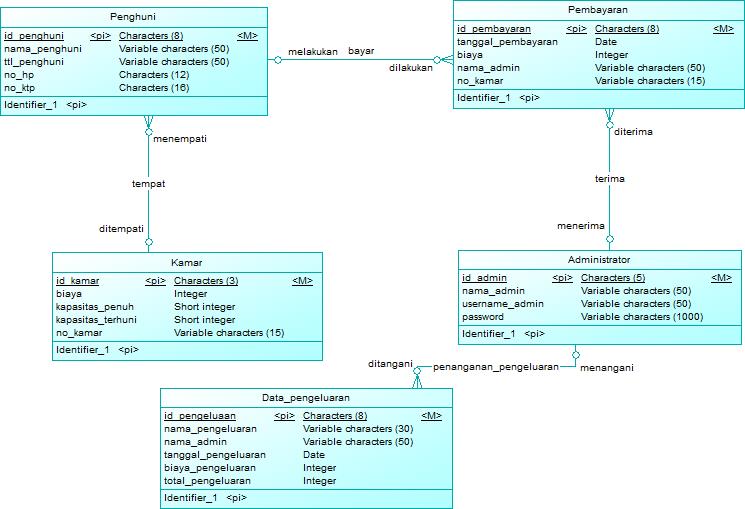 Penghuni
id_penghuni <pi> Characters (8) <M>
nama_penghuni Variable characters (50)
ttl_penghuni Variable characters (50)
no_hp Characters (12)
no_ktp Characters (16)
Identifier_1 <pi>
melakukan bayar
dilakukan
Pembayaran
id_pembayaran <pi> Characters (8) <M>
tanggal_pembayaran Date
biaya Integer
nama_admin Variable characters (50)
no_kamar Variable characters (15)
Identifier_1 <pi>
menempati
tempat
ditempati
diterima
terima
menerima
Kamar
id_kamar <pi> Characters (3) <M>
biaya Integer
kapasitas_penuh Short integer
kapasitas_terhuni Short integer
no_kamar Variable characters (15)
Identifier_1 <pi>
Administrator
id_admin <pi> Characters (5) <M>
nama_admin Variable characters (50)
username_admin Variable characters (50)
password Variable characters (1000)
Identifier_1 <pi>
ditangani penanganan_pengeluaran menangani
Data_pengeluaran
id_pengeluaan <pi> Characters (8) <M>
nama_pengeluaran Variable characters (30)
nama_admin Variable characters (50)
tanggal_pengeluaran Date
biaya_pengeluaran Integer
total_pengeluaran Integer
Identifier_1 <pi>